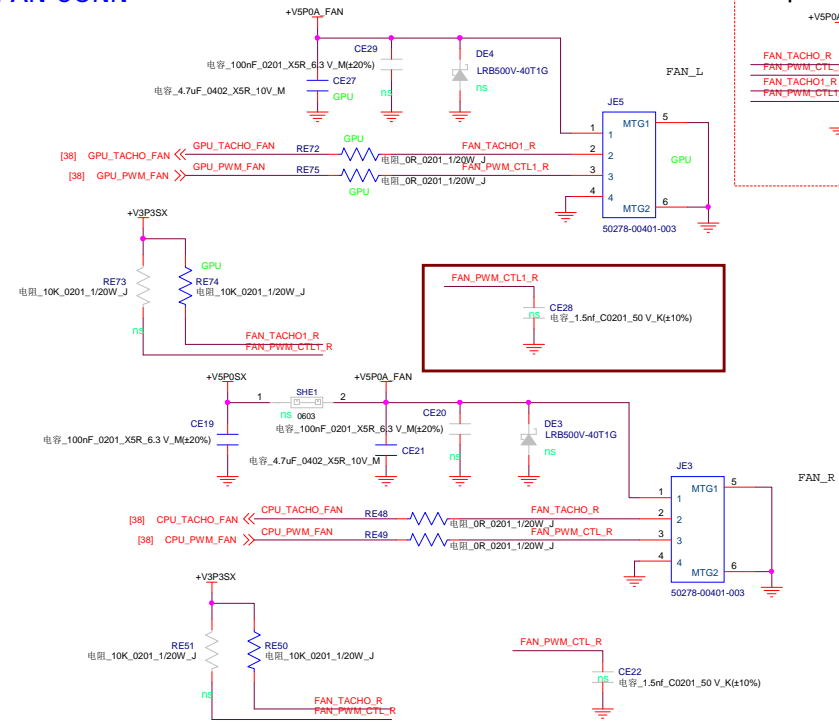 +V5P0A_FAN
CE29
电容_100nF_0201_X5R_6.3 V_M(±20%)
CE27
电容_4.7uF_0402_X5R_10V_M
GPU
ns
DE4
LRB500V-40T1G
ns
FAN_L
JE5
1
2
3
4
1
2
3
4
MTG1
MTG2
5
6
GPU
50278-00401-003
[38] GPU_TACHO_FAN
GPU_TACHO_FAN
RE72
GPU
FAN_TACHO1_R
电阻_0R_0201_1/20W_J
[38] GPU_PWM_FAN
GPU_PWM_FAN
RE75
GPU
FAN_PWM_CTL1_R
电阻_0R_0201_1/20W_J
FAN_TACHO_R
FAN_PWM_CTL_R
FAN_TACHO1_R
+V3P3SX
GPU
RE73
电阻_10K_0201_1/20W_J
ns
RE74
电阻_10K_0201_1/20W_J
FAN_TACHO1_R
FAN_PWM_CTL1_R
FAN_PWM_CTL1_R
CE28
ns
电容_1.5nf_C0201_50 V_K(±10%)
+V5P0SX
1
SHE1
2
ns
0603
+V5P0A_FAN
CE19
电容_100nF_0201_X5R_6.3 V_M(±20%)
CE20
电容_100nF_0201_X5R_6.3 V_M(±20%)
CE21
电容_4.7uF_0402_X5R_10V_M
ns
DE3
LRB500V-40T1G
ns
FAN_R
JE3
1
2
3
4
1
2
3
4
MTG1
MTG2
5
6
50278-00401-003
[38] CPU_TACHO_FAN
CPU_TACHO_FAN
RE48
FAN_TACHO_R
电阻_0R_0201_1/20W_J
[38] CPU_PWM_FAN
CPU_PWM_FAN
RE49
FAN_PWM_CTL_R
电阻_0R_0201_1/20W_J
+V3P3SX
RE51
电阻_10K_0201_1/20W_J
ns
RE50
电阻_10K_0201_1/20W_J
FAN_TACHO_R
FAN_PWM_CTL_R
FAN_PWM_CTL_R
CE22
ns
电容_1.5nf_C0201_50 V_K(±10%)